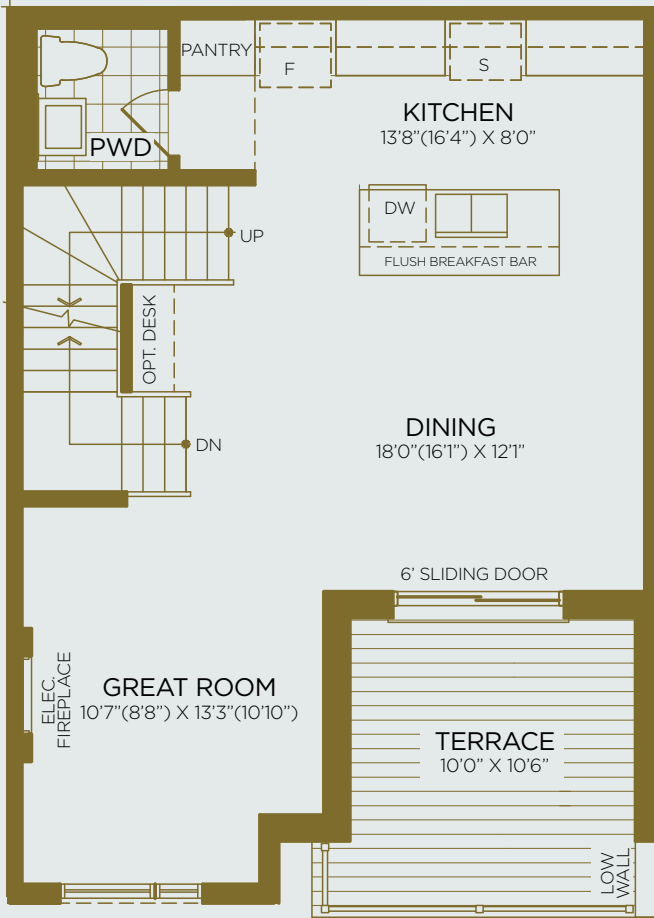 PANTRY
F
S
KITCHEN
13'8"(16'4") X 8'0"
PWD
DW
UP
FLUSH BREAKFAST BAR
OPT. DESK
DINING
18'0"(16'1") X 12'1"
DN
6' SLIDING DOOR
ELEC.
FIREPLACE
GREAT ROOM
10'7"(8'8") X 13'3"(10'10")
TERRACE
10'0" X 10'6"
LOW
WALL